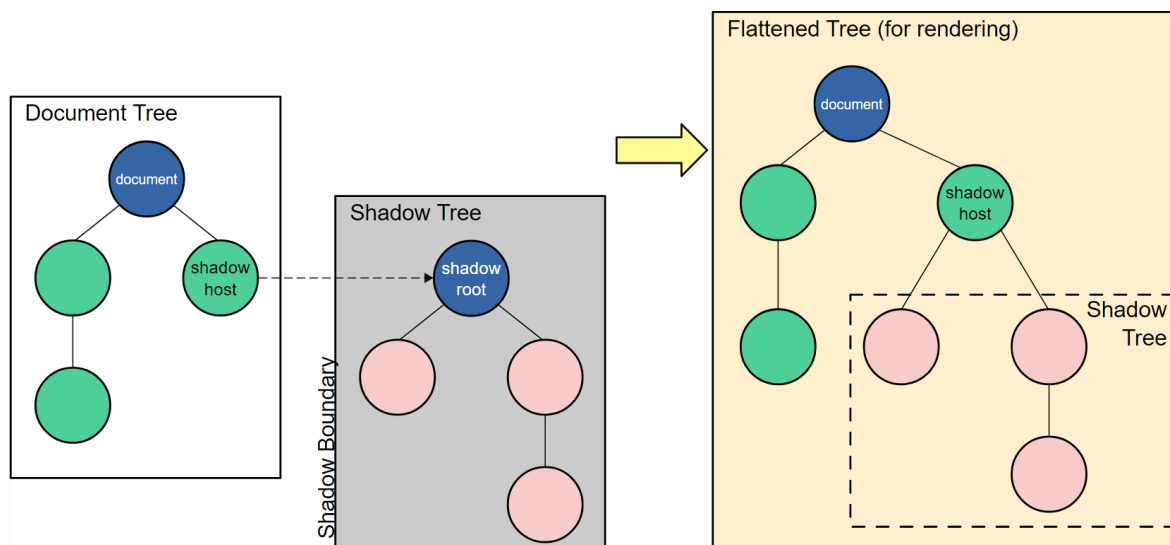 Document Tree
document
shadow
host
Shadow Tree
shadow
root
Shadow Boundary
Flattened Tree (for rendering)
document
shadow
host
Shadow
Tree